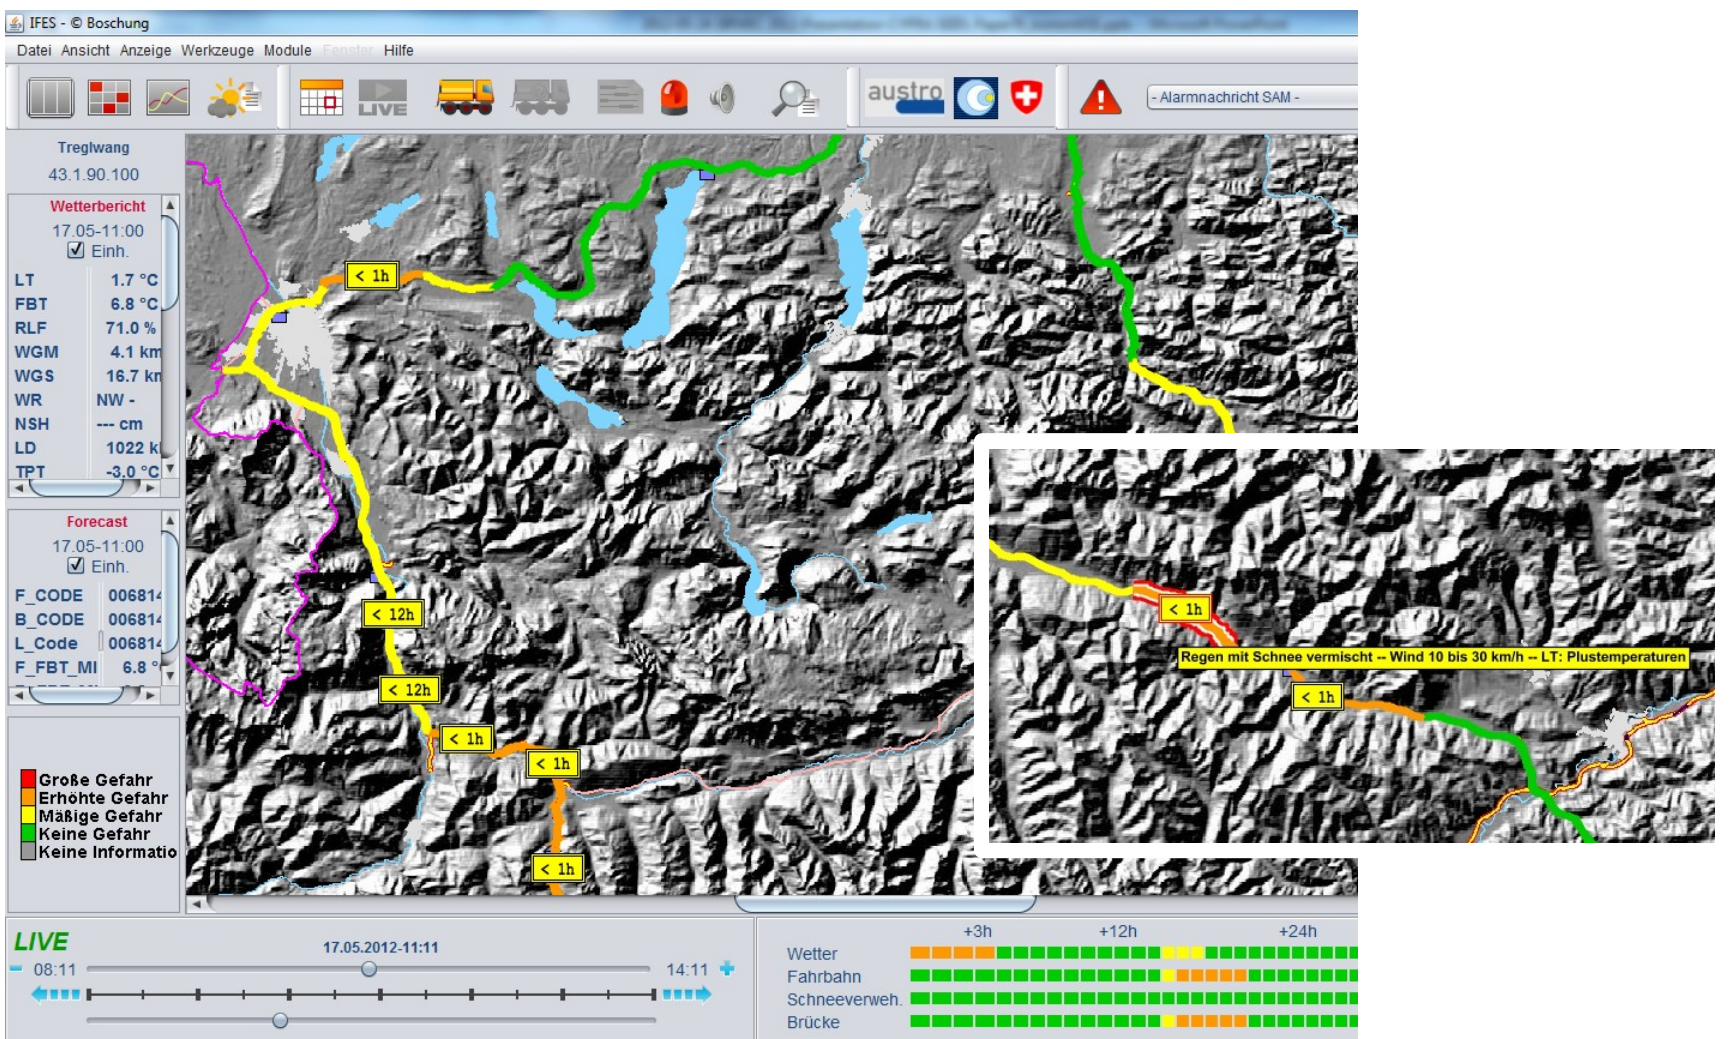 IFES - © Boschung
Datei Ansicht Anzeige Werkzeuge Module Fenster Hilfe
LIVE
austro
- Alarmnachricht SAM -
Treglwang
43.1.90.100
Wetterbericht
17.05-11:00
Einh.
LT 1.7 °C
FBT 6.8 °C
RLF 71.0 %
WGM 4.1 km
WGS 16.7 km
WR NW -
NSH --- cm
LD 1022 k
TPT -3.0 °C
Forecast
17.05-11:00
Einh.
F_CODE 006814
B_CODE 006814
L_Code 006814
F_FBT_MI 6.8 °
Große Gefahr
Erhöhte Gefahr
Mäßige Gefahr
Keine Gefahr
Keine Informatio
< 1h
< 12h
< 12h
< 1h
< 1h
< 1h
< 1h
Regen mit Schnee vermischt -- Wind 10 bis 30 km/h -- LT: Plustemperaturen
< 1h
LIVE
17.05.2012-11:11
08:11
14:11
+3h +12h +24h
Wetter
Fahrbahn
Schneeverweh.
Brücke